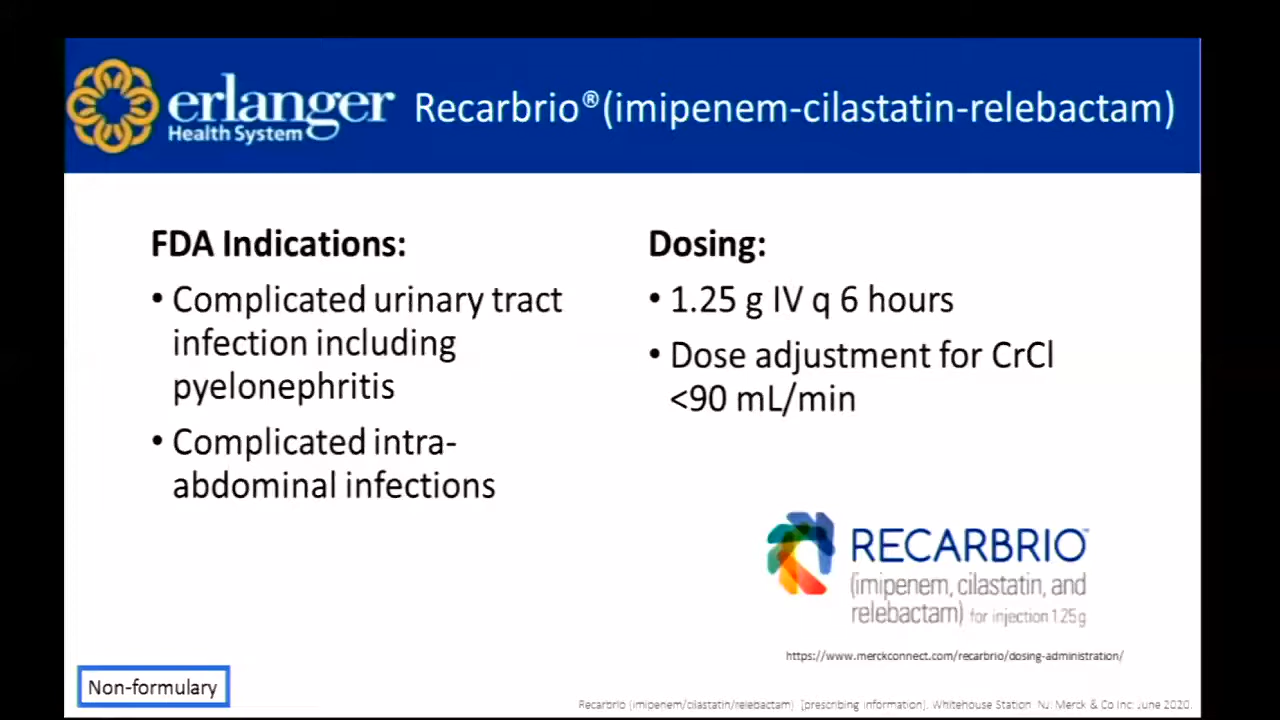 erlanger
Health System
Recarbrio®(imipenem-cilastatin-relebactam)
FDA Indications:
• Complicated urinary tract
infection including
pyelonephritis
• Complicated intra-
abdominal infections
Dosing:
• 1.25 g IV q 6 hours
• Dose adjustment for CrCl
<90 mL/min
RECARBRIO™
(imipenem, cilastatin, and
relebactam) for injection 1.25g
https://www.merckconnect.com/recarbrio/dosing-administration/
Non-formulary
Recarbrio (imipenem/cilastatin/relebactam) [prescribing information]. Whitehouse Station, NJ: Merck & Co Inc: June 2020.